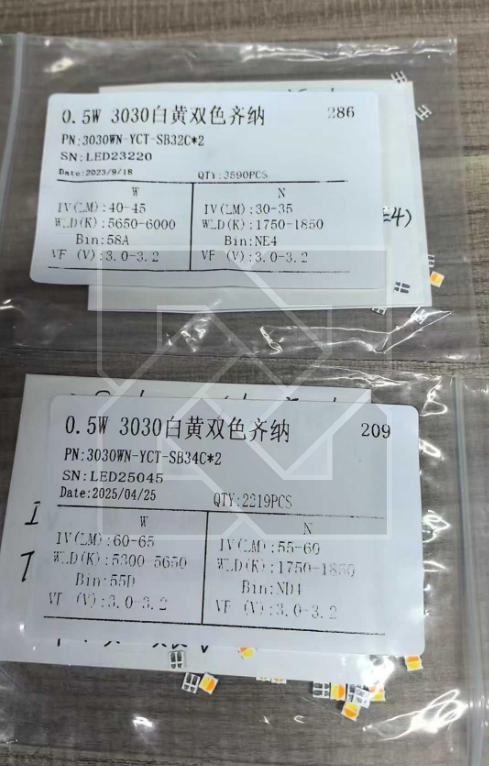 0.5W 3030白黄双色齐纳 286
PN:3030WN-YCT-SB32C*2
SN:LED23220
Date:2023/9/18 QTY:3590PCS
W N
IV(LM):40-45 IV(LM):30-35
WLD(K):5650-6000 WLD(K):1750-1850
Bin:58A Bin:NE4
VF (V):3.0-3.2 VF (V):3.0-3.2
0.5W 3030白黄双色齐纳 209
PN:3030WN-YCT-SB34C*2
SN:LED25045
Date:2025/04/25 QTY:2219PCS
W N
IV(LM):60-65 IV(LM):55-60
WLD(K):5300-5650 WLD(K):1750-1850
Bin:55D Bin:ND4
VF (V):3.0-3.2 VF (V):3.0-3.2